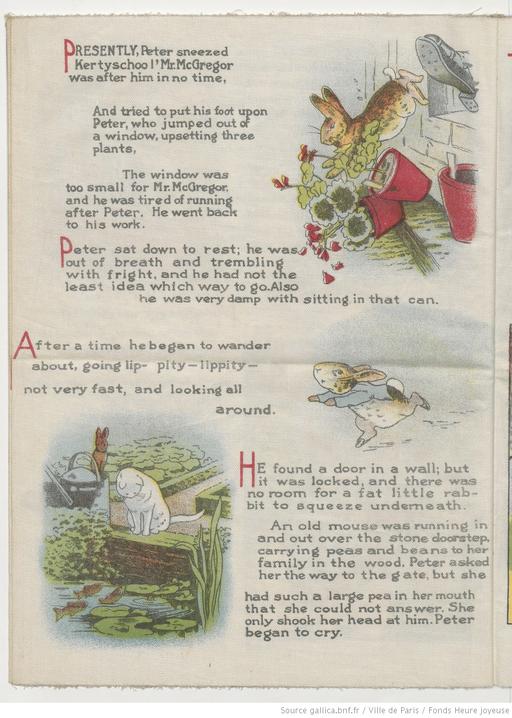 PRESENTLY, Peter sneezed
Kertyschoo!' Mr. McGregor
was after him in no time,
And tried to put his foot upon
Peter, who jumped out of
a window, upsetting three
plants,
The window was
too small for Mr. McGregor,
and he was tired of running
after Peter. He went back
to his work.
Peter sat down to rest; he was
out of breath and trembling
with fright, and he had not the
least idea which way to go. Also
he was very damp with sitting in that can.
After a time he began to wander
about, going lip- pity—lippity—
not very fast, and looking all
around.
HE found a door in a wall; but
it was locked, and there was
no room for a fat little rab-
bit to squeeze underneath.
An old mouse was running in
and out over the stone doorstep,
carrying peas and beans to her
family in the wood. Peter asked
her the way to the gate, but she
had such a large pea in her mouth
that she could not answer. She
only shook her head at him. Peter
began to cry.
Source gallica.bnf.fr / Ville de Paris / Fonds Heure joyeuse